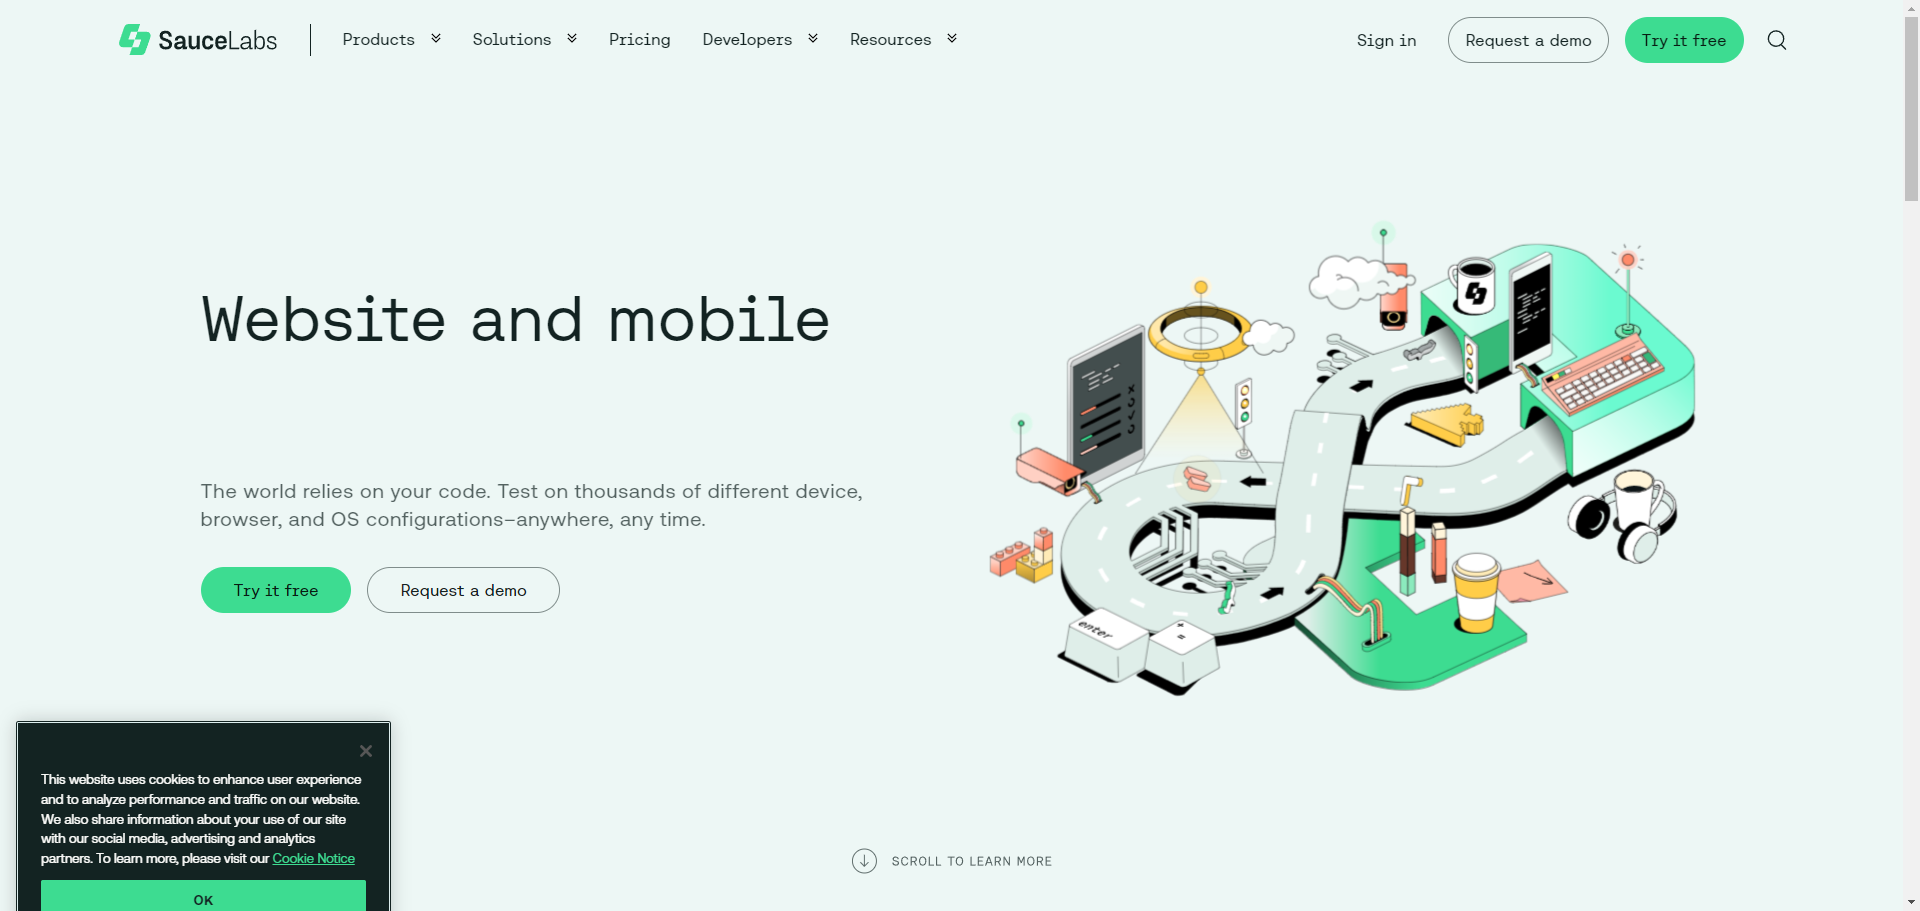 SauceLabs
Products
Solutions
Pricing
Developers
Resources
Sign in
Request a demo
Try it free
Website and mobile
The world relies on your code. Test on thousands of different device,
browser, and OS configurations–anywhere, any time.
Try it free
Request a demo
enter
+
=
This website uses cookies to enhance user experience
and to analyze performance and traffic on our website.
We also share information about your use of our site
with our social media, advertising and analytics
partners. To learn more, please visit our Cookie Notice
OK
SCROLL TO LEARN MORE